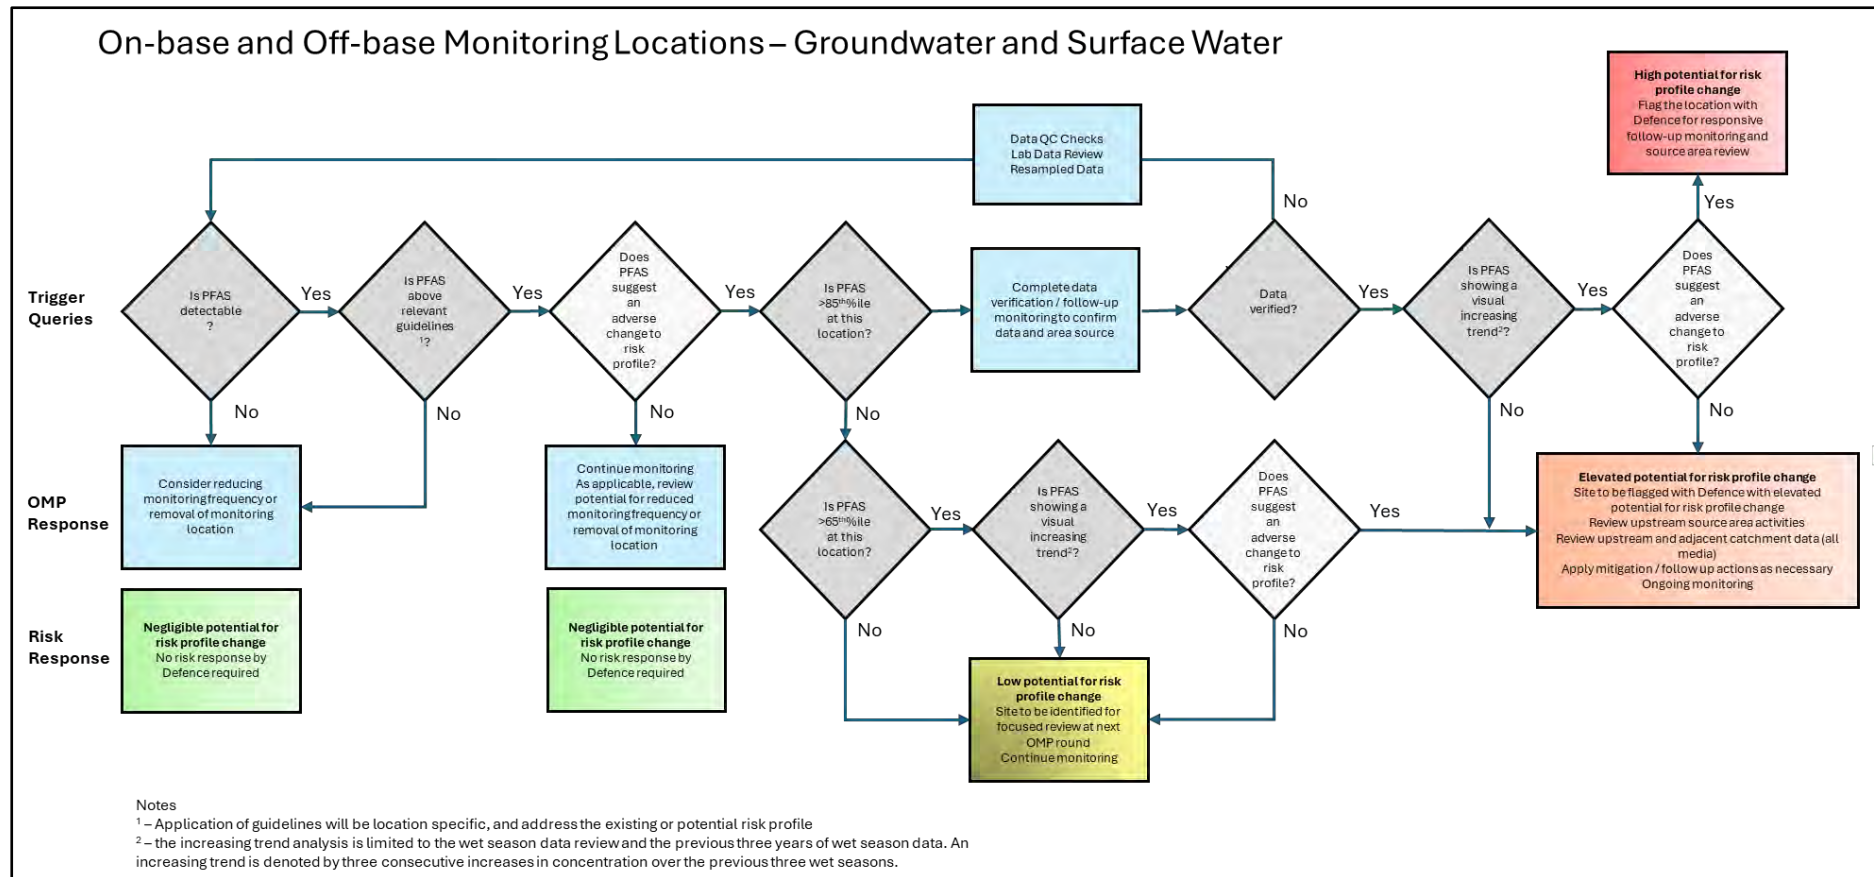 On-base and Off-base Monitoring Locations – Groundwater and Surface Water
High potential for risk
profile change
Flag the location with
Defence for responsive
follow-up monitoring and
source area review
Data QC Checks
Lab Data Review
Resampled Data
No
Yes
Trigger
Queries
Is PFAS
detectable
?
Yes
Is PFAS
above
relevant
guidelines
¹?
Yes
Does
PFAS
suggest
an
adverse
change to
risk
profile?
Yes
Is PFAS
>85ᵗʰ%ile
at this
location?
Complete data
verification / follow-up
monitoring to confirm
data and area source
Data
verified?
Yes
Is PFAS
showing a
visual
increasing
trend²?
Yes
Does
PFAS
suggest
an
adverse
change to
risk
profile?
No
No
No
No
No
No
OMP
Response
Consider reducing
monitoring frequency or
removal of monitoring
location
Continue monitoring
As applicable, review
potential for reduced
monitoring frequency or
removal of monitoring
location
Is PFAS
>65ᵗʰ%ile
at this
location?
Yes
Is PFAS
showing a
visual
increasing
trend²?
Yes
Does
PFAS
suggest
an
adverse
change to
risk
profile?
Yes
Elevated potential for risk profile change
Site to be flagged with Defence with elevated
potential for risk profile change
Review upstream source area activities
Review upstream and adjacent catchment data (all
media)
Apply mitigation / follow up actions as necessary
Ongoing monitoring
Risk
Response
Negligible potential for
risk profile change
No risk response by
Defence required
Negligible potential for
risk profile change
No risk response by
Defence required
No
No
No
Low potential for risk
profile change
Site to be identified for
focused review at next
OMP round
Continue monitoring
Notes
¹ – Application of guidelines will be location specific, and address the existing or potential risk profile
² – the increasing trend analysis is limited to the wet season data review and the previous three years of wet season data. An
increasing trend is denoted by three consecutive increases in concentration over the previous three wet seasons.